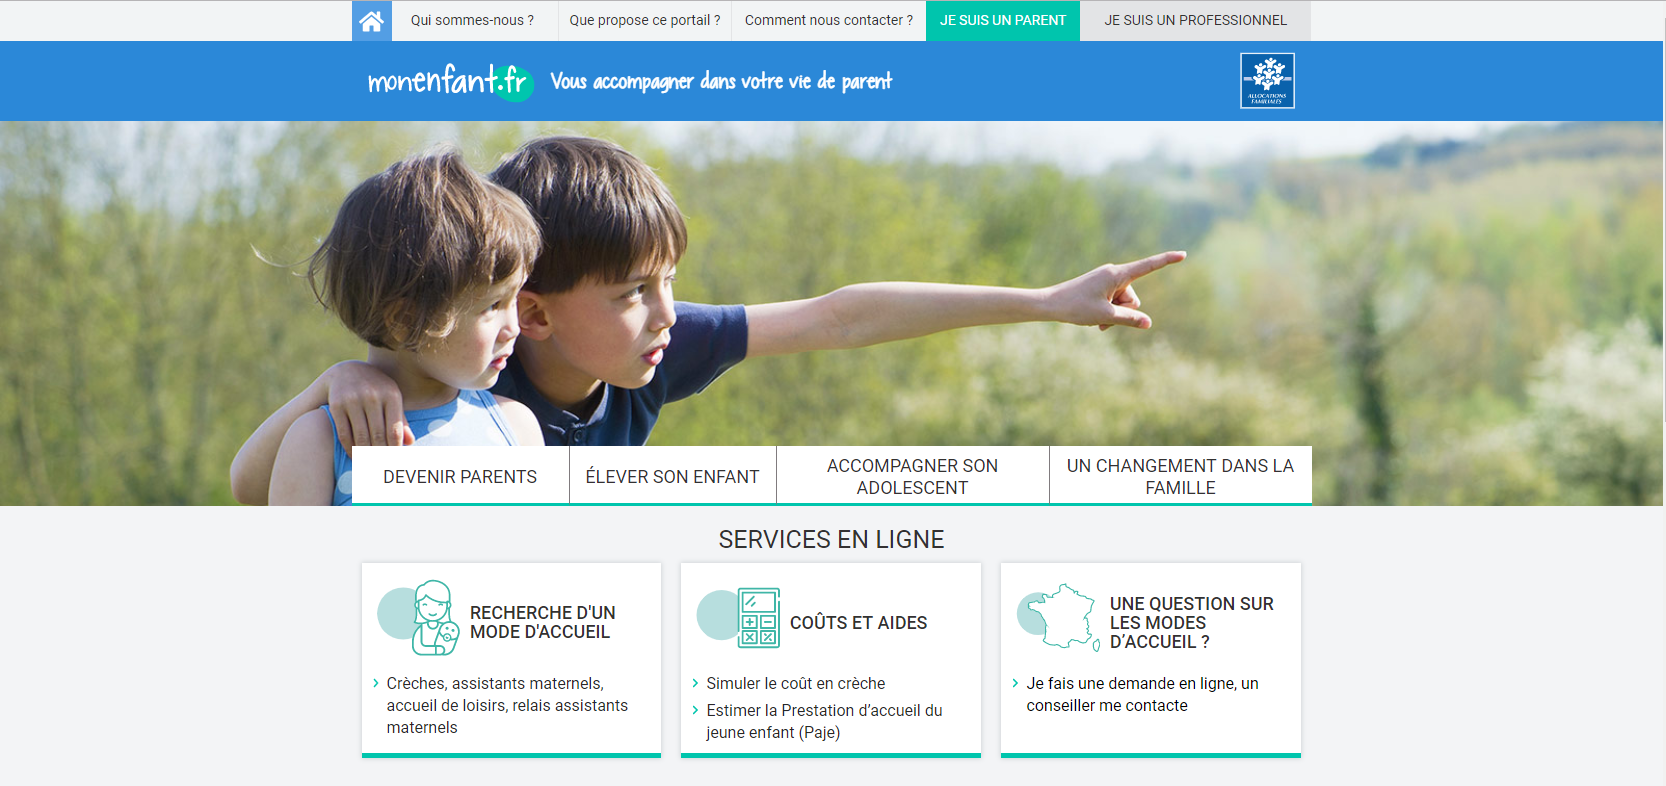 Qui sommes-nous ?
Que propose ce portail ?
Comment nous contacter ?
JE SUIS UN PARENT
JE SUIS UN PROFESSIONNEL
monenfant.fr
Vous accompagner dans votre vie de parent
ALLOCATIONS
FAMILIALES
DEVENIR PARENTS
ÉLEVER SON ENFANT
ACCOMPAGNER SON
ADOLESCENT
UN CHANGEMENT DANS LA
FAMILLE
SERVICES EN LIGNE
RECHERCHE D'UN
MODE D'ACCUEIL
Crèches, assistants maternels,
accueil de loisirs, relais assistants
maternels
COÛTS ET AIDES
Simuler le coût en crèche
Estimer la Prestation d’accueil du
jeune enfant (Paje)
UNE QUESTION SUR
LES MODES
D’ACCUEIL ?
Je fais une demande en ligne, un
conseiller me contacte